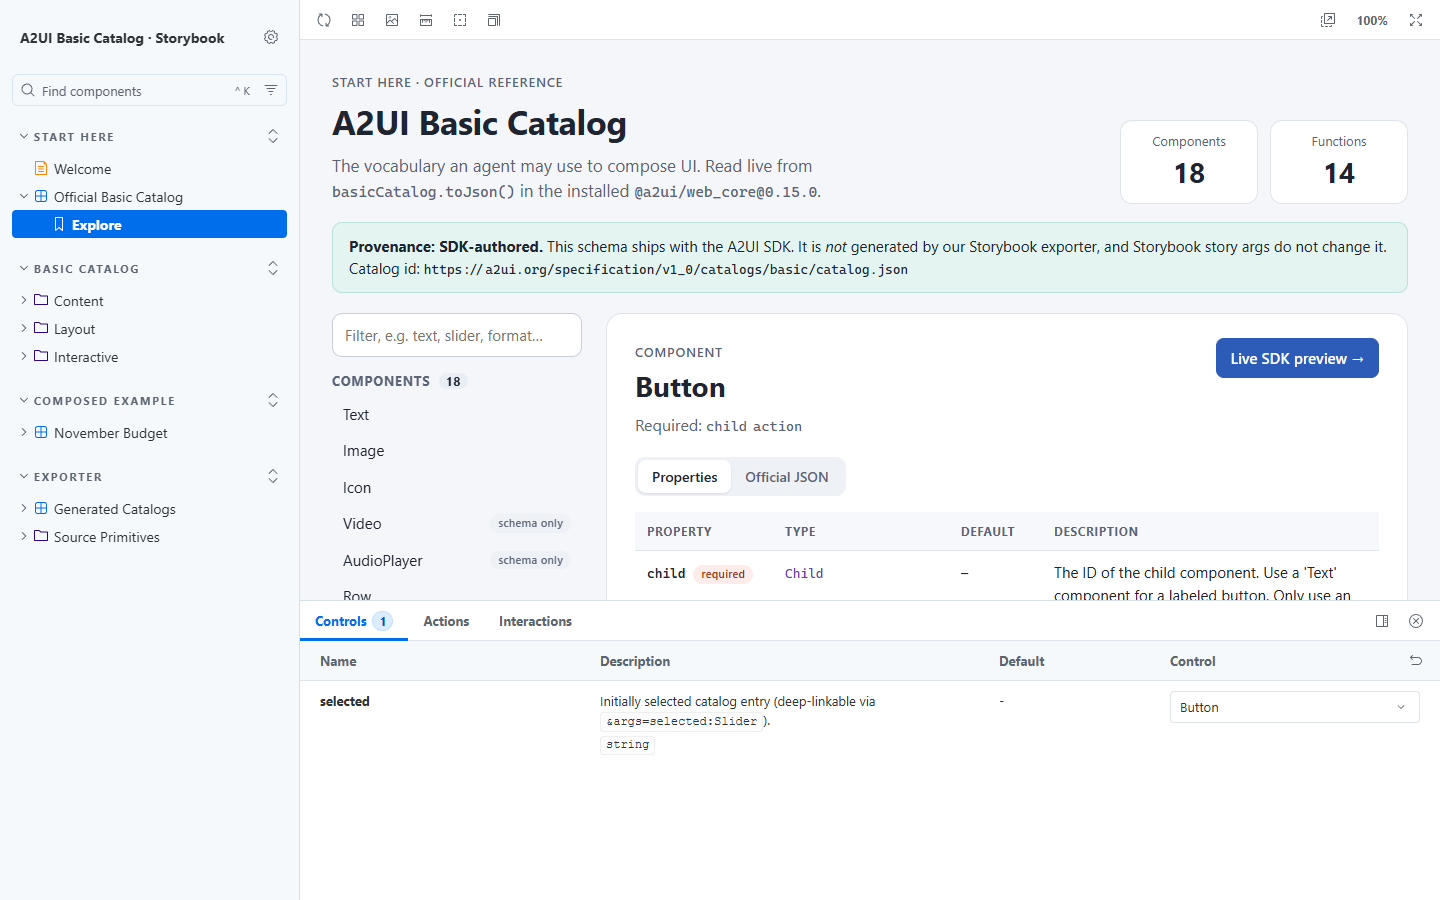 A2UI Basic Catalog · Storybook
Find components
^ K
START HERE
Welcome
Official Basic Catalog
Explore
BASIC CATALOG
Content
Layout
Interactive
COMPOSED EXAMPLE
November Budget
EXPORTER
Generated Catalogs
Source Primitives
100%
START HERE · OFFICIAL REFERENCE
A2UI Basic Catalog
The vocabulary an agent may use to compose UI. Read live from
basicCatalog.toJson() in the installed @a2ui/web_core@0.15.0.
Components
18
Functions
14
Provenance: SDK-authored. This schema ships with the A2UI SDK. It is not generated by our Storybook exporter, and Storybook story args do not change it.
Catalog id: https://a2ui.org/specification/v1_0/catalogs/basic/catalog.json
Filter, e.g. text, slider, format...
COMPONENTS 18
Text
Image
Icon
Video schema only
AudioPlayer schema only
Row
COMPONENT
Button
Required: child action
Live SDK preview →
Properties Official JSON
PROPERTY TYPE DEFAULT DESCRIPTION
child required Child – The ID of the child component. Use a 'Text'
component for a labeled button. Only use an
Controls 1 Actions Interactions
Name Description Default Control
selected Initially selected catalog entry (deep-linkable via - Button
&args=selected:Slider ).
string